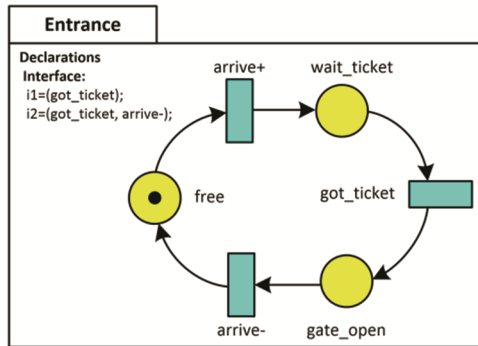 Entrance
Declarations
Interface:
i1=(got_ticket);
i2=(got_ticket, arrive-);
arrive+
wait_ticket
free
got_ticket
arrive-
gate_open